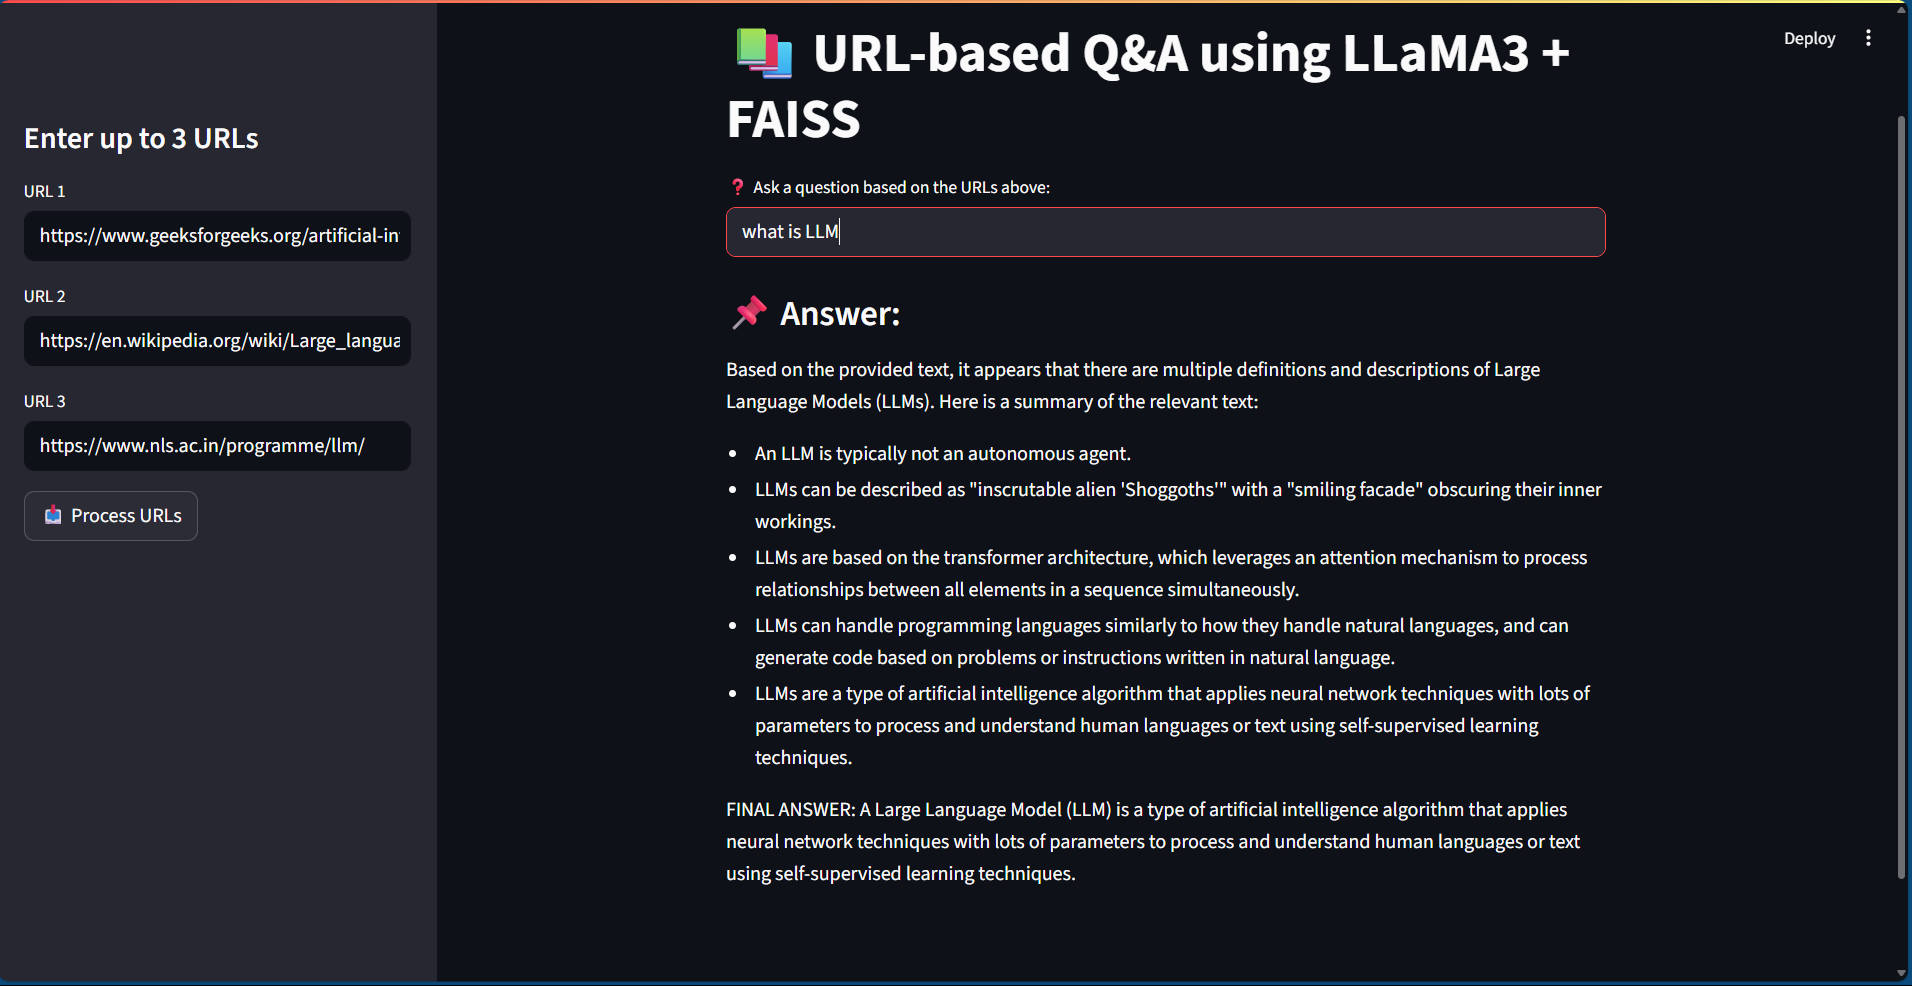 Deploy
Enter up to 3 URLs
URL 1
https://www.geeksforgeeks.org/artificial-in
URL 2
https://en.wikipedia.org/wiki/Large_langua
URL 3
https://www.nls.ac.in/programme/llm/
Process URLs
URL-based Q&A using LLaMA3 +
FAISS
Ask a question based on the URLs above:
what is LLM
Answer:
Based on the provided text, it appears that there are multiple definitions and descriptions of Large
Language Models (LLMs). Here is a summary of the relevant text:
• An LLM is typically not an autonomous agent.
• LLMs can be described as "inscrutable alien 'Shoggoths'" with a "smiling facade" obscuring their inner
workings.
• LLMs are based on the transformer architecture, which leverages an attention mechanism to process
relationships between all elements in a sequence simultaneously.
• LLMs can handle programming languages similarly to how they handle natural languages, and can
generate code based on problems or instructions written in natural language.
• LLMs are a type of artificial intelligence algorithm that applies neural network techniques with lots of
parameters to process and understand human languages or text using self-supervised learning
techniques.
FINAL ANSWER: A Large Language Model (LLM) is a type of artificial intelligence algorithm that applies
neural network techniques with lots of parameters to process and understand human languages or text
using self-supervised learning techniques.